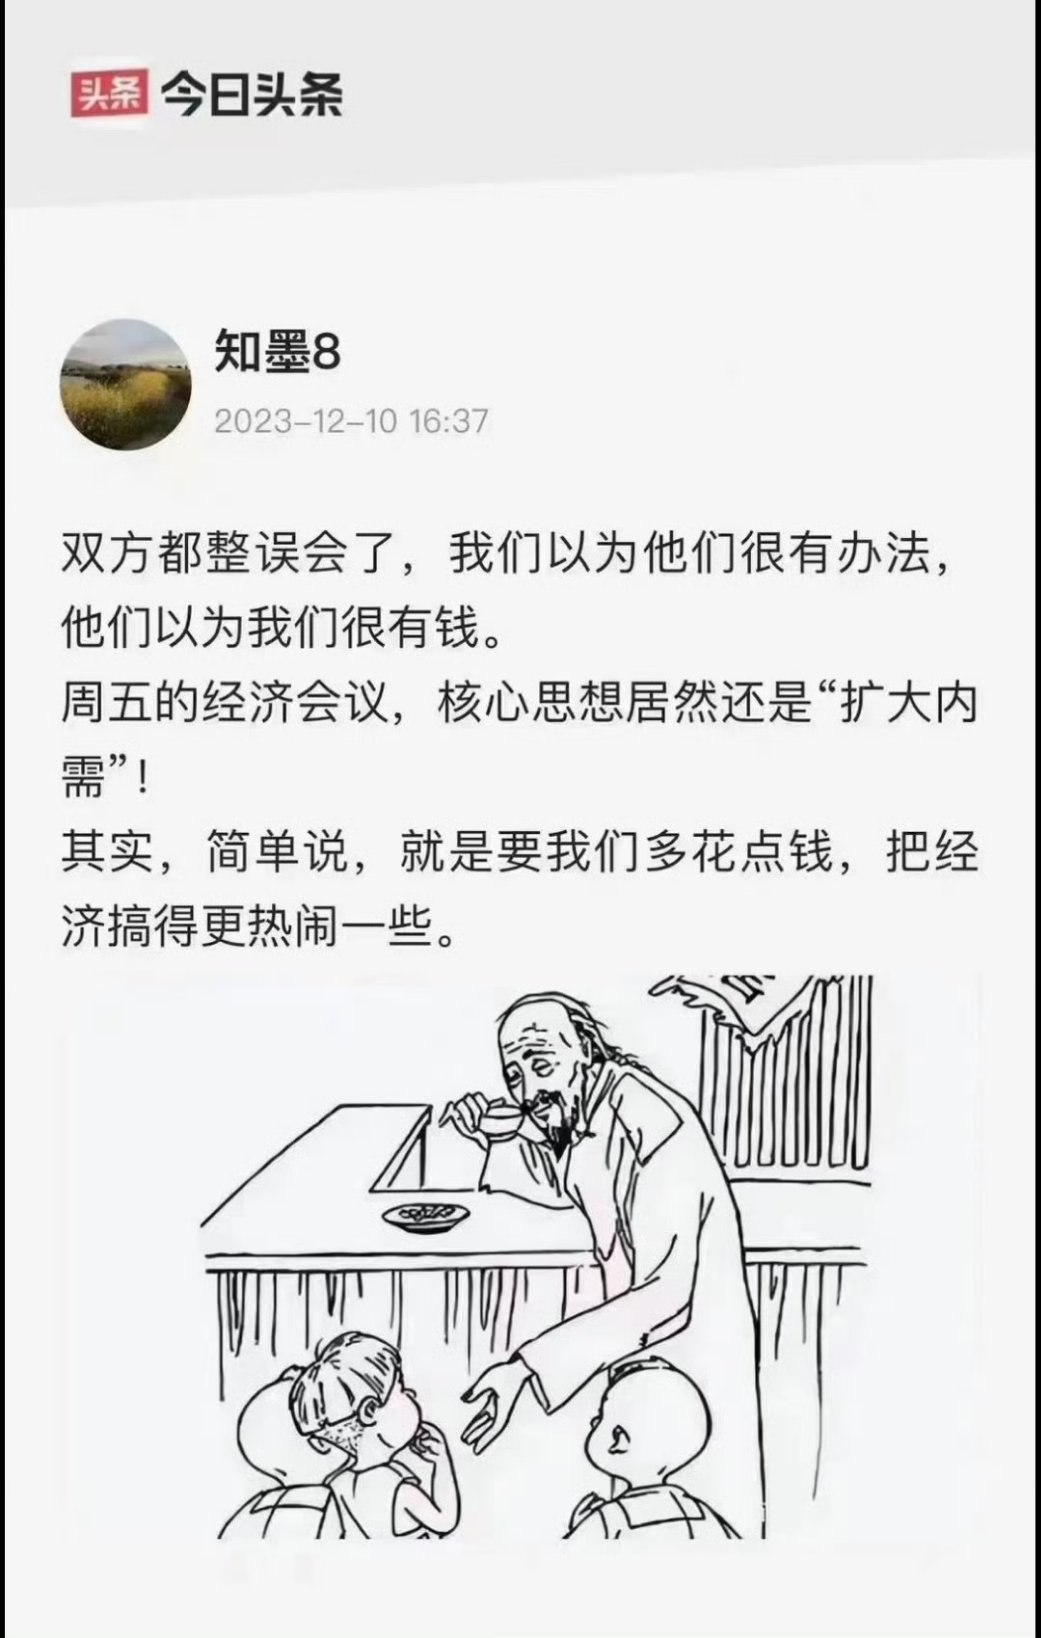 头条 今日头条
知墨8
2023-12-10 16:37
双方都整误会了，我们以为他们很有办法，
他们以为我们很有钱。
周五的经济会议，核心思想居然还是“扩大内
需”！
其实，简单说，就是要我们多花点钱，把经
济搞得更热闹一些。